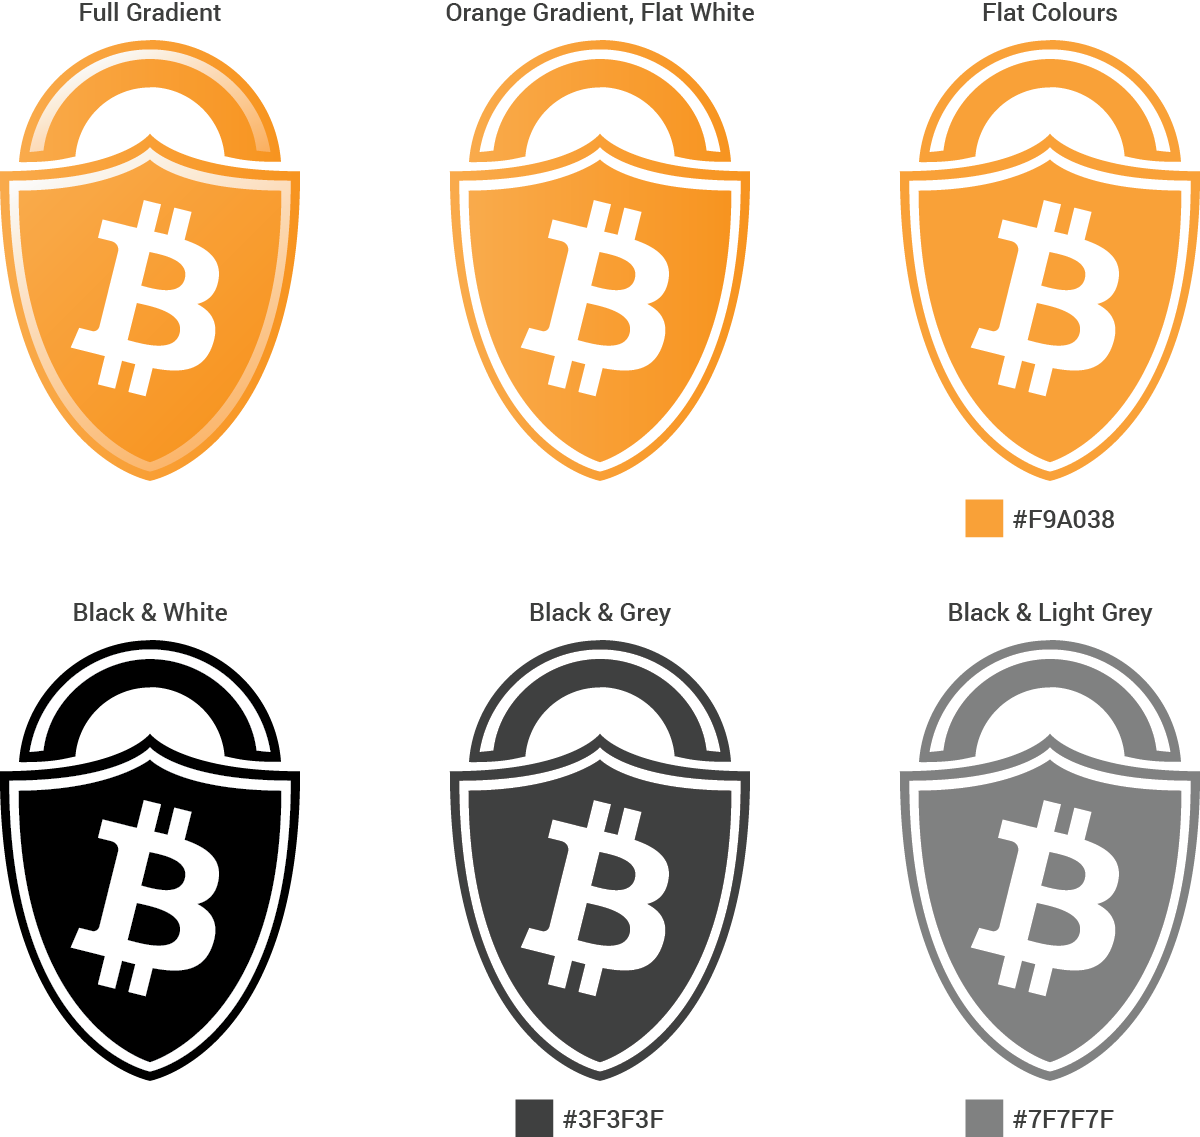 Full Gradient
Orange Gradient, Flat White
Flat Colours
#F9A038
Black & White
Black & Grey
Black & Light Grey
#3F3F3F
#7F7F7F